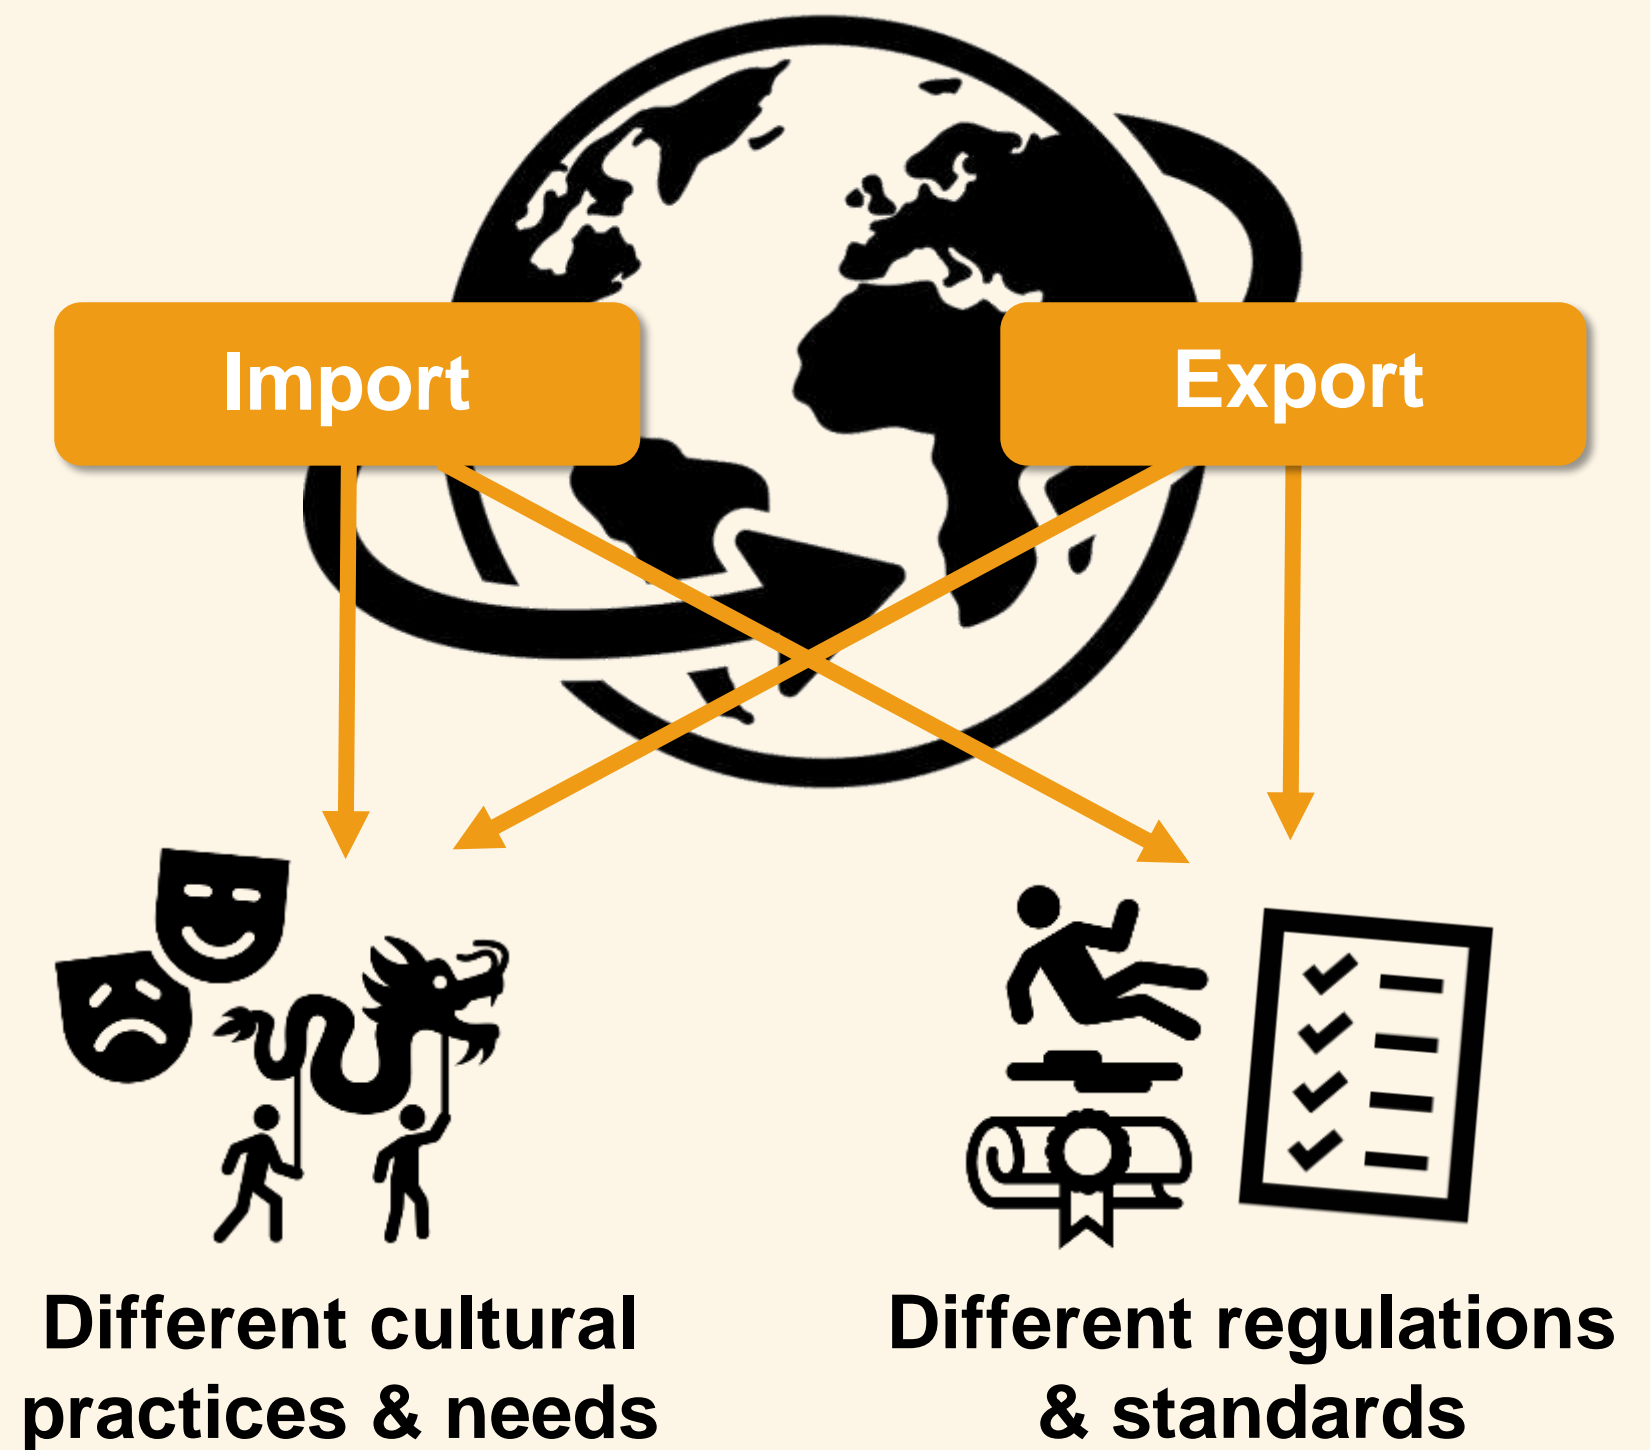 Import
Export
Different cultural
practices & needs
Different regulations
& standards